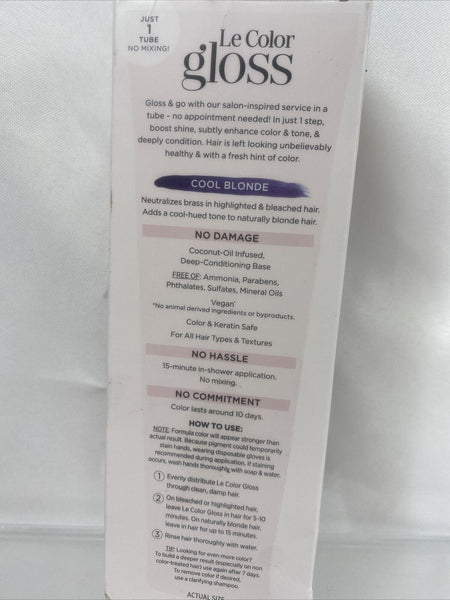 JUST
1
TUBE
NO MIXING!
Le Color
gloss
Gloss & go with our salon-inspired service in a
tube – no appointment needed! In just 1 step,
boost shine, subtly enhance color & tone, &
deeply condition. Hair is left looking unbelievably
healthy & with a fresh hint of color.
COOL BLONDE
Neutralizes brass in highlighted & bleached hair.
Adds a cool-hued tone to naturally blonde hair.
NO DAMAGE
Coconut-Oil Infused,
Deep-Conditioning Base
FREE OF: Ammonia, Parabens,
Phthalates, Sulfates, Mineral Oils
Vegan*
*No animal derived ingredients or byproducts.
Color & Keratin Safe
For All Hair Types & Textures
NO HASSLE
15-minute in-shower application.
No mixing.
NO COMMITMENT
Color lasts around 10 days.
HOW TO USE:
NOTE: Formula color will appear stronger than
actual result. Because pigment could temporarily
stain hands, wearing disposable gloves is
recommended during application. If staining
occurs, wash hands thoroughly with soap & water.
1 Evenly distribute Le Color Gloss
through clean, damp hair.
2 On bleached or highlighted hair,
leave Le Color Gloss in hair for 5-10
minutes. On naturally blonde hair,
leave in hair for up to 15 minutes.
3 Rinse hair thoroughly with water.
TIP: Looking for even more color?
To build a deeper result (especially on non
color-treated hair) use again after 7 days.
To remove color if desired,
use a clarifying shampoo.
ACTUAL SIZE